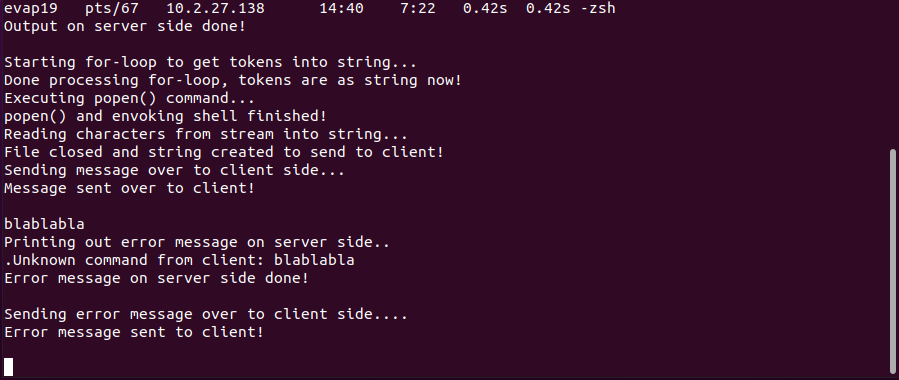 evap19   pts/67   10.2.27.138      14:40    7:22   0.42s  0.42s -zsh
Output on server side done!

Starting for-loop to get tokens into string...
Done processing for-loop, tokens are as string now!
Executing popen() command...
popen() and envoking shell finished!
Reading characters from stream into string...
File closed and string created to send to client!
Sending message over to client side...
Message sent over to client!

blablabla
Printing out error message on server side..
.Unknown command from client: blablabla
Error message on server side done!

Sending error message over to client side....
Error message sent to client!